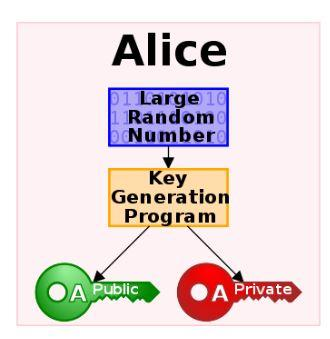 Alice
Large
Random
Number
Key
Generation
Program
A Public
A Private